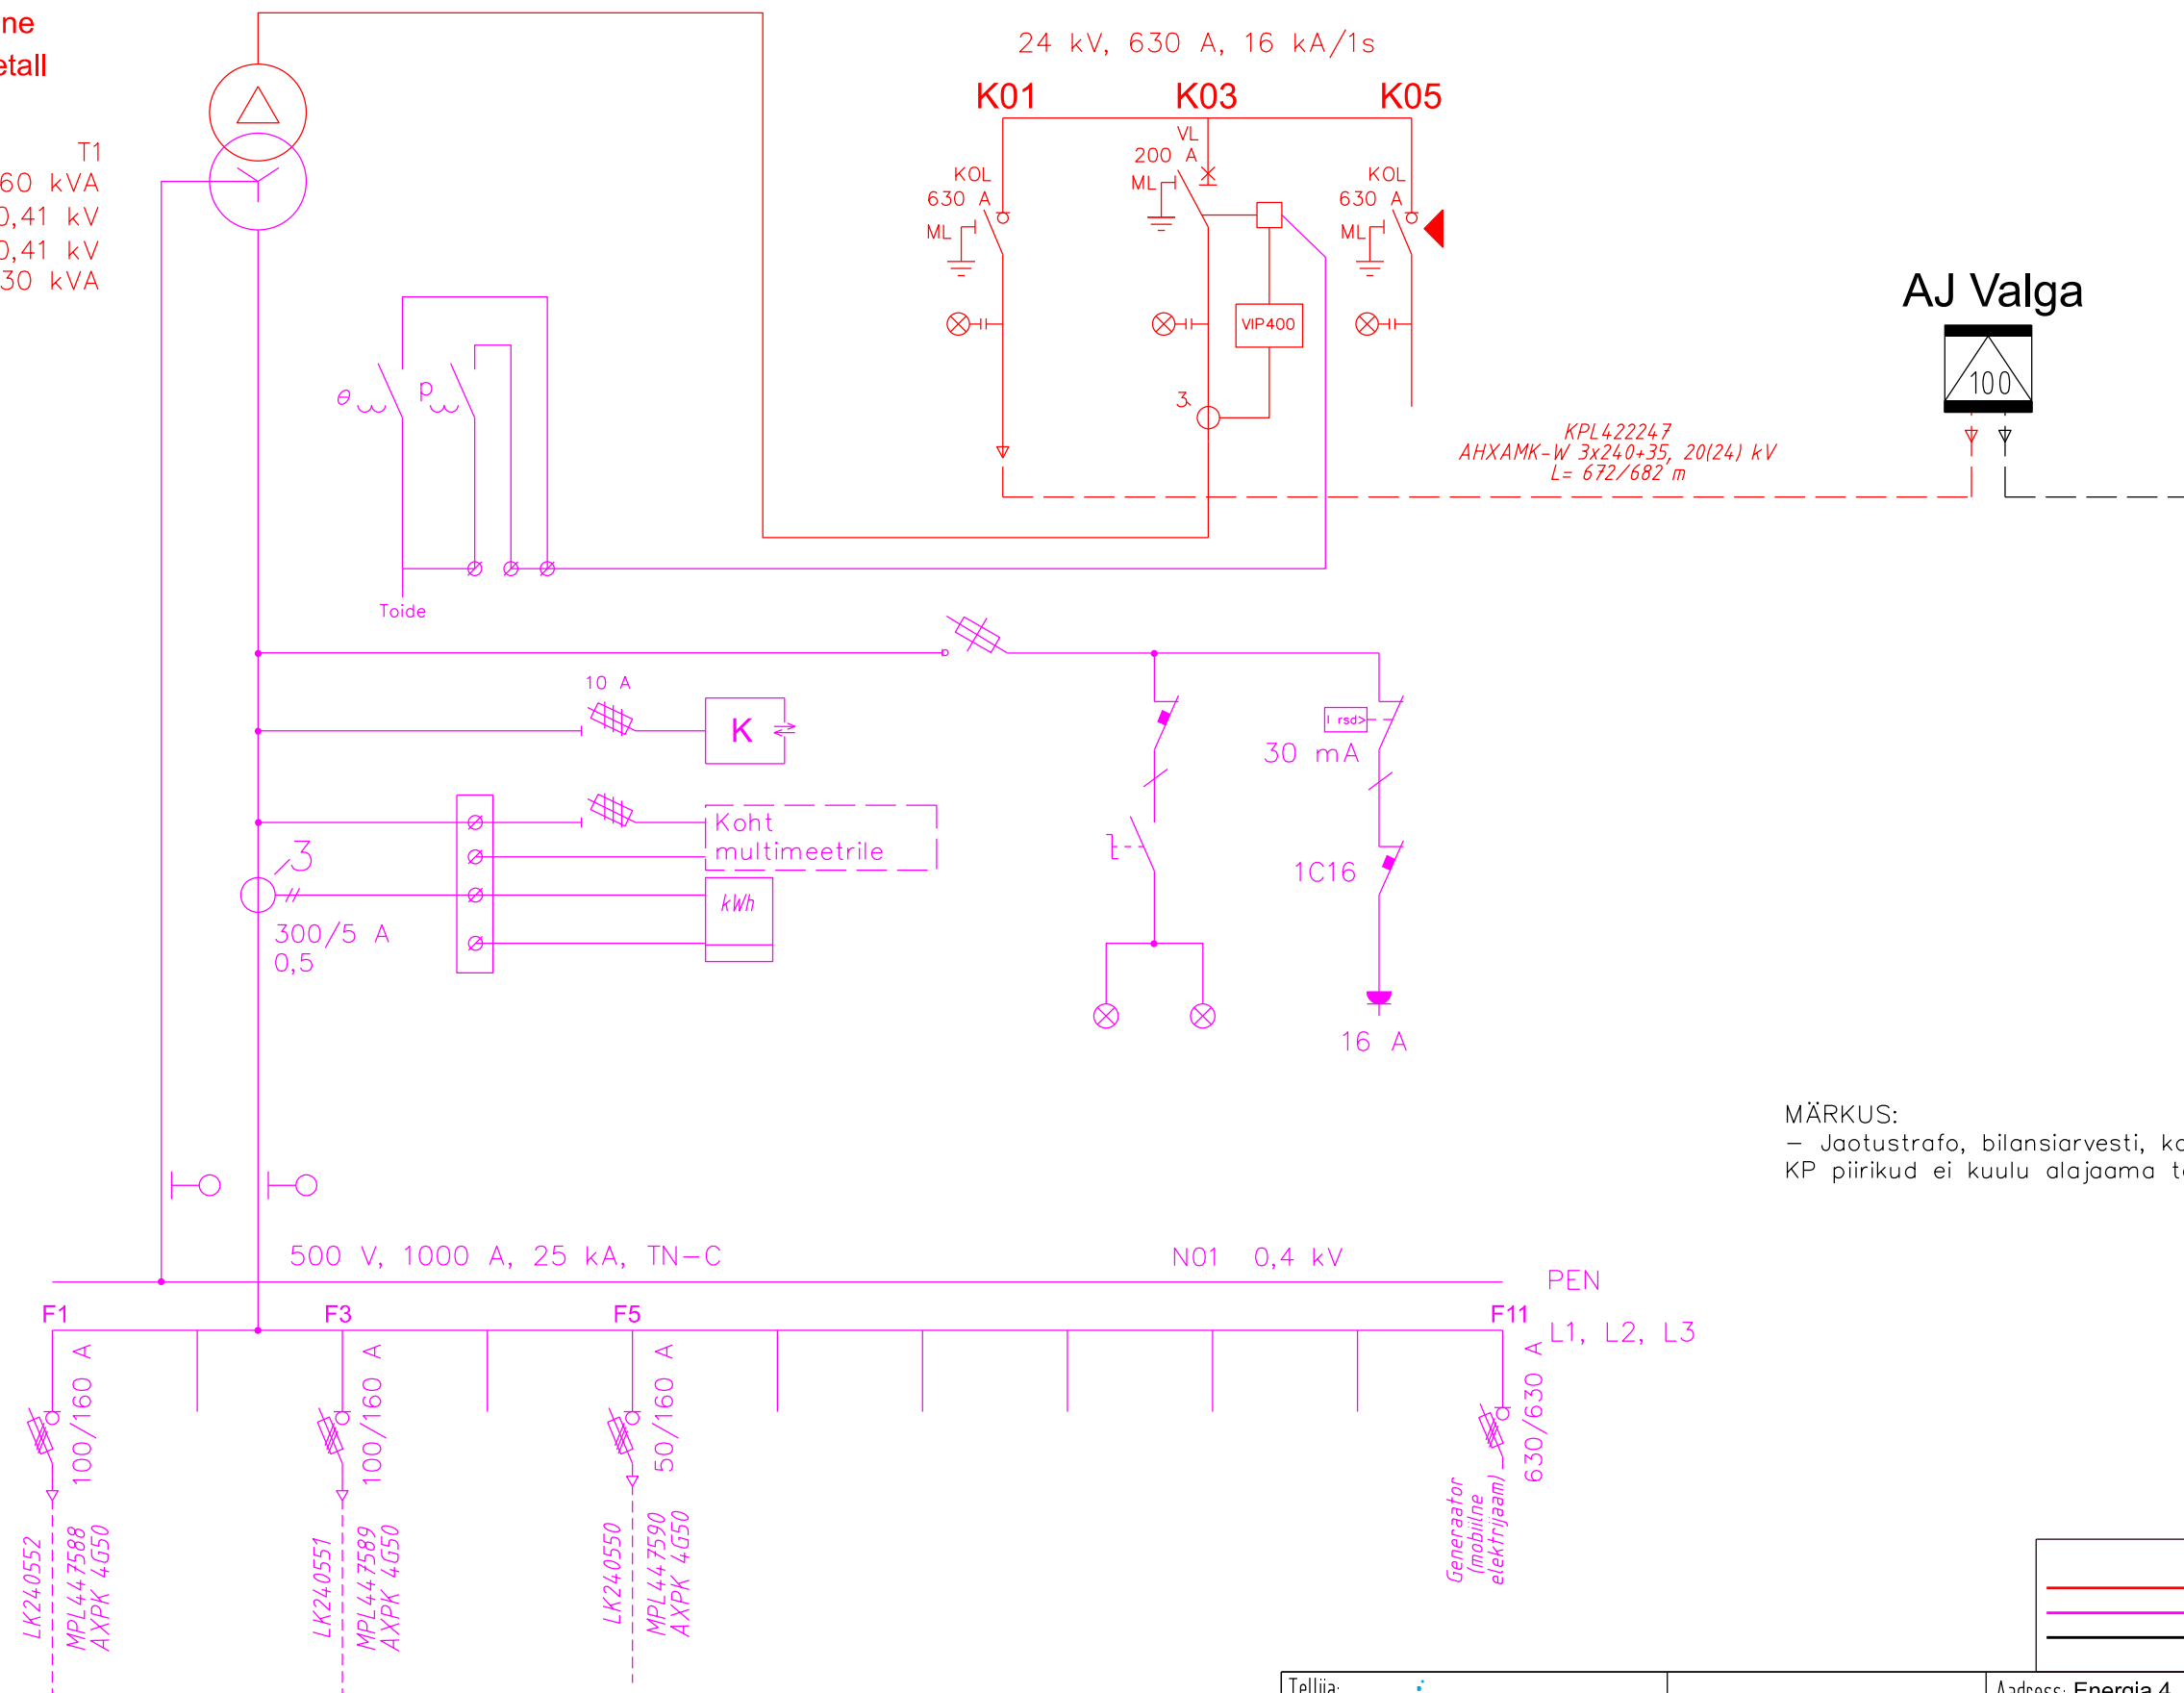 ne
etall
T1
60 kVA
0,41 kV
0,41 kV
30 kVA
24 kV, 630 A, 16 kA/1s
K01
K03
K05
KOL
630 A
ML
VL
200 A
ML
KOL
630 A
ML
VIP400
3
AJ Valga
100
KPL422247
AHXAMK-W 3x240+35, 20(24) kV
L= 672/682 m
θ
p
Toide
10 A
K
Koht
multimeetrile
kWh
3
300/5 A
0,5
I rsd>
30 mA
1C16
16 A
MÄRKUS:
- Jaotustrafo, bilansiarvesti,
KP piirikud ei kuulu alajaama
500 V, 1000 A, 25 kA, TN-C
N01 0,4 kV
PEN
F1
F3
F5
F11
L1, L2, L3
100/160 A
100/160 A
50/160 A
630/630 A
LK240552
MPL447588
AXPK 4G50
LK240551
MPL447589
AXPK 4G50
LK240550
MPL447590
AXPK 4G50
Generaator
(mobiilne
elektrijaam)
Tellija:
Aadress: Energia 4